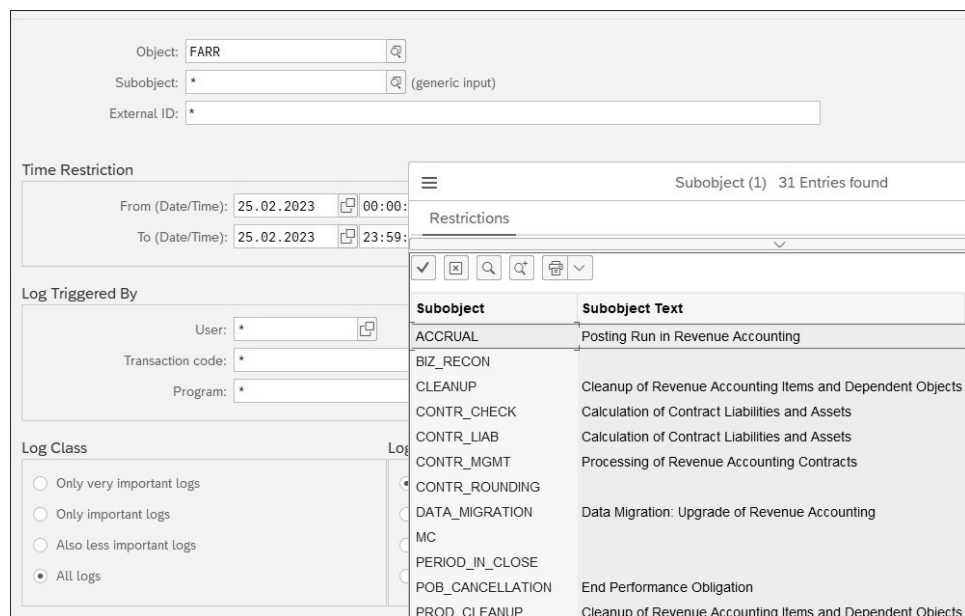 Object: FARR
Subobject: * (generic input)
External ID: *
Time Restriction
From (Date/Time): 25.02.2023 00:00:
To (Date/Time): 25.02.2023 23:59:
Log Triggered By
User: *
Transaction code: *
Program: *
Log Class
Log
Only very important logs
Only important logs
Also less important logs
All logs
Subobject (1) 31 Entries found
Restrictions
Subobject Subobject Text
ACCRUAL Posting Run in Revenue Accounting
BIZ_RECON
CLEANUP Cleanup of Revenue Accounting Items and Dependent Objects
CONTR_CHECK Calculation of Contract Liabilities and Assets
CONTR_LIAB Calculation of Contract Liabilities and Assets
CONTR_MGMT Processing of Revenue Accounting Contracts
CONTR_ROUNDING
DATA_MIGRATION Data Migration: Upgrade of Revenue Accounting
MC
PERIOD_IN_CLOSE
POB_CANCELLATION End Performance Obligation
PROD_CLEANUP Cleanup of Revenue Accounting Items and Dependent Objects